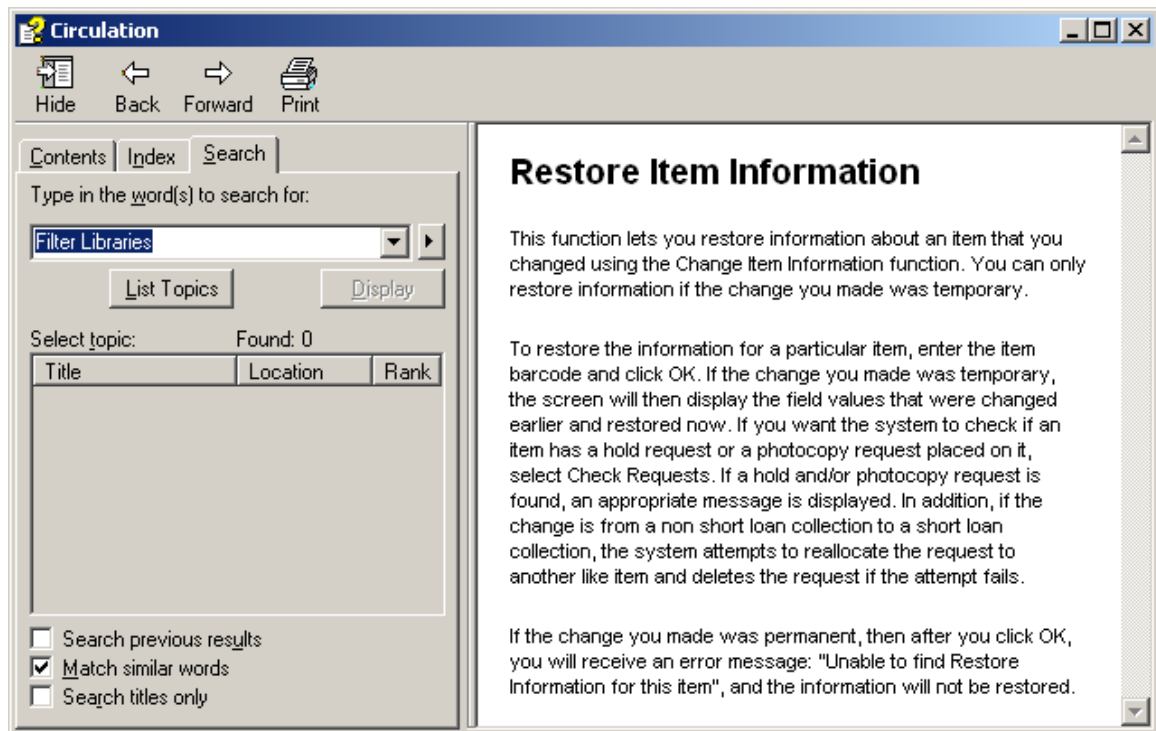 Circulation
Hide Back Forward Print
Contents Index Search
Type in the word(s) to search for:
Filter Libraries
List Topics Display
Select topic: Found: 0
Title Location Rank
Search previous results
Match similar words
Search titles only
Restore Item Information
This function lets you restore information about an item that you
changed using the Change Item Information function. You can only
restore information if the change you made was temporary.
To restore the information for a particular item, enter the item
barcode and click OK. If the change you made was temporary,
the screen will then display the field values that were changed
earlier and restored now. If you want the system to check if an
item has a hold request or a photocopy request placed on it,
select Check Requests. If a hold and/or photocopy request is
found, an appropriate message is displayed. In addition, if the
change is from a non short loan collection to a short loan
collection, the system attempts to reallocate the request to
another like item and deletes the request if the attempt fails.
If the change you made was permanent, then after you click OK,
you will receive an error message: "Unable to find Restore
Information for this item", and the information will not be restored.